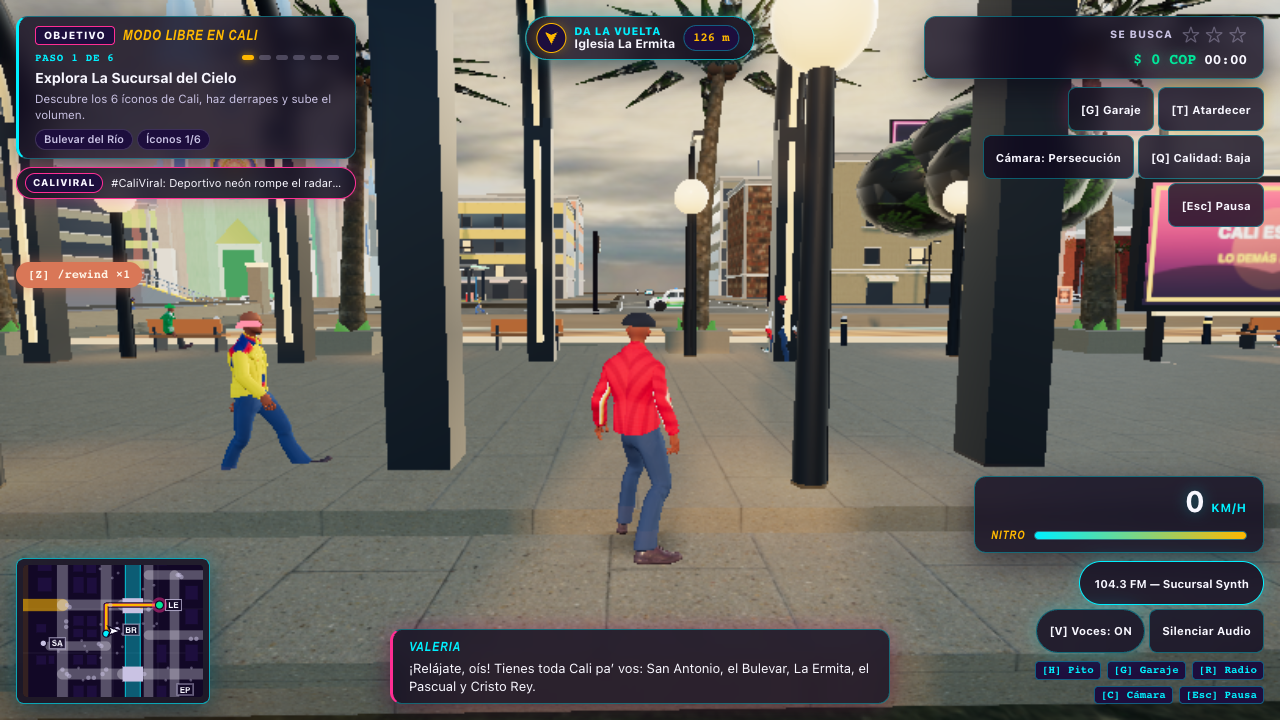 OBJETIVO MODO LIBRE EN CALI
PASO 1 DE 6
Explora La Sucursal del Cielo
Descubre los 6 íconos de Cali, haz derrapes y sube el
volumen.
Bulevar del Río Íconos 1/6
CALIVIRAL #CaliViral: Deportivo neón rompe el radar...
[Z] /rewind ×1
DA LA VUELTA
Iglesia La Ermita
126 m
SE BUSCA
$ 0 COP 00:00
[G] Garaje [T] Atardecer
Cámara: Persecución [Q] Calidad: Baja
[Esc] Pausa
CALI ES
LO DEMÁS
0 KM/H
NITRO
104.3 FM — Sucursal Synth
[V] Voces: ON Silenciar Audio
[H] Pito [G] Garaje [R] Radio
[C] Cámara [Esc] Pausa
LE
BR
SA
EP
VALERIA
¡Relájate, oís! Tienes toda Cali pa' vos: San Antonio, el Bulevar, La Ermita, el
Pascual y Cristo Rey.